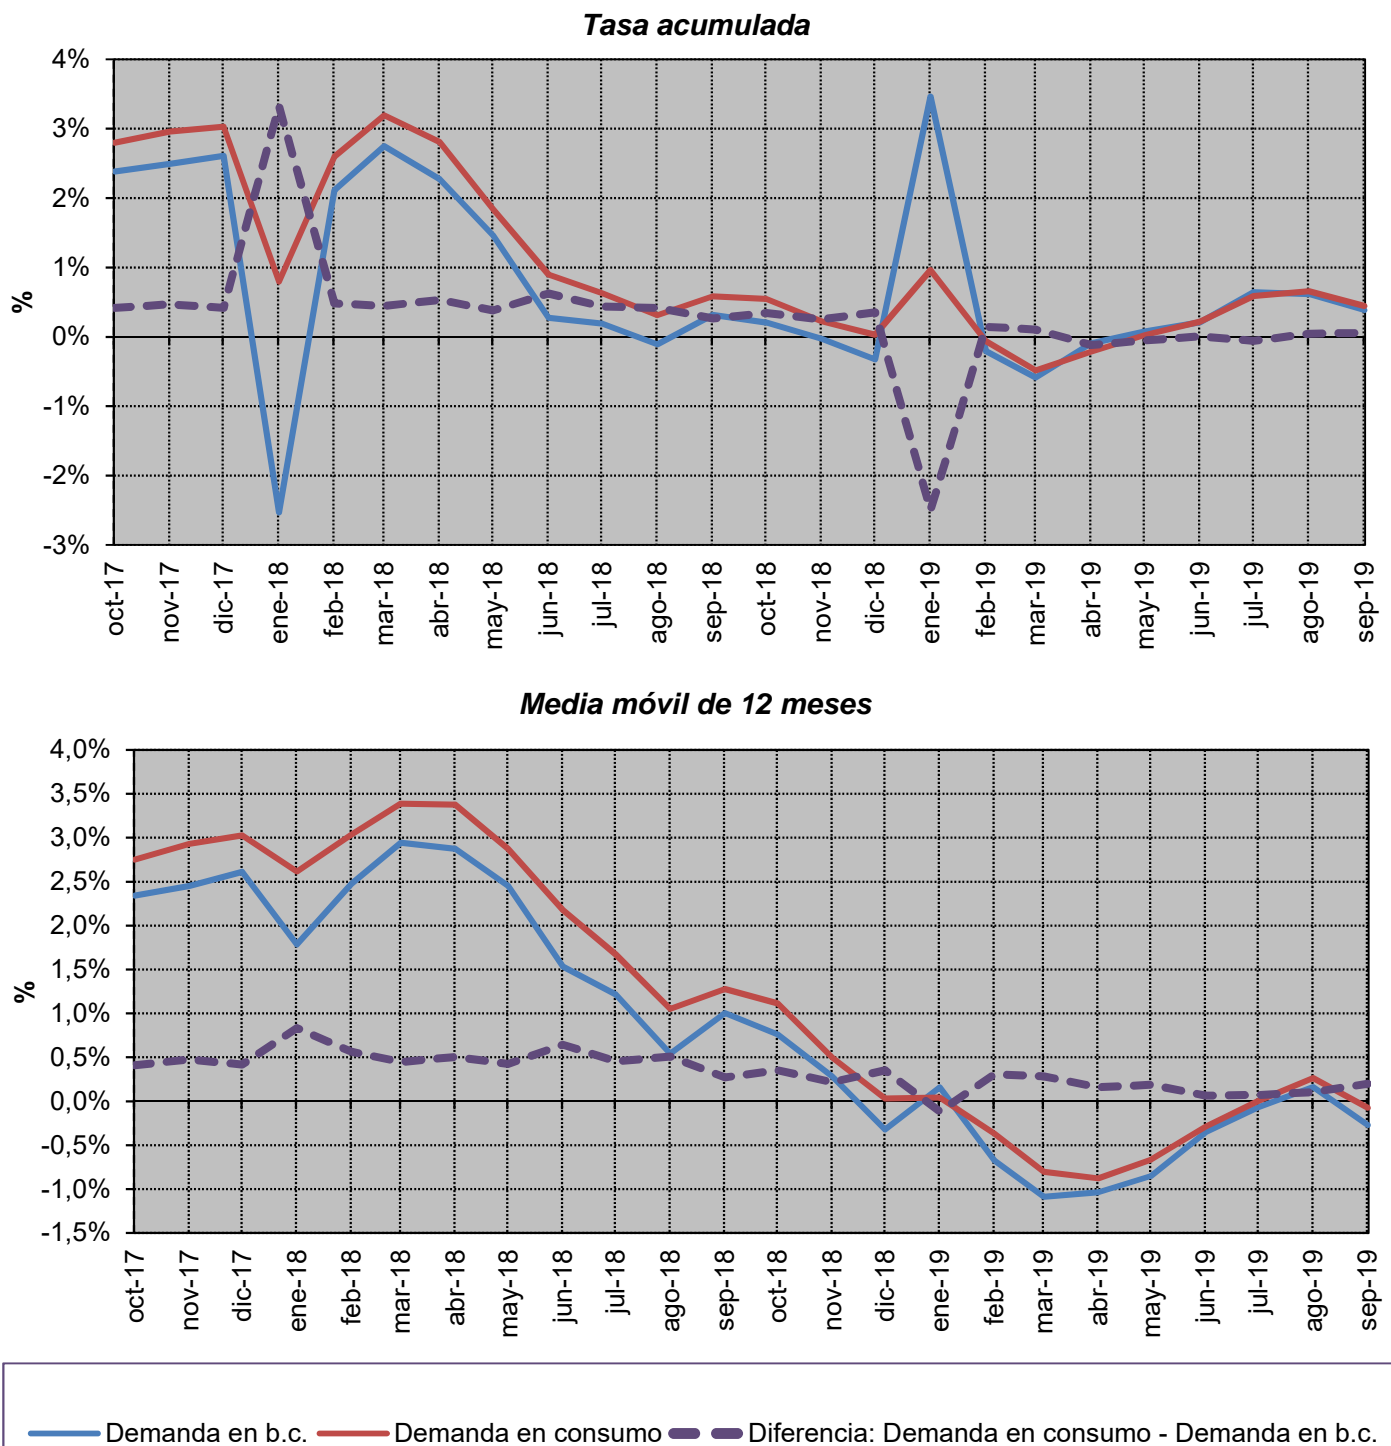 Tasa acumulada
4%
3%
2%
1%
0%
-1%
-2%
-3%
%
oct-17
nov-17
dic-17
ene-18
feb-18
mar-18
abr-18
may-18
jun-18
jul-18
ago-18
sep-18
oct-18
nov-18
dic-18
ene-19
feb-19
mar-19
abr-19
may-19
jun-19
jul-19
ago-19
sep-19
Media móvil de 12 meses
4,0%
3,5%
3,0%
2,5%
2,0%
1,5%
1,0%
0,5%
0,0%
-0,5%
-1,0%
-1,5%
%
oct-17
nov-17
dic-17
ene-18
feb-18
mar-18
abr-18
may-18
jun-18
jul-18
ago-18
sep-18
oct-18
nov-18
dic-18
ene-19
feb-19
mar-19
abr-19
may-19
jun-19
jul-19
ago-19
sep-19
Demanda en b.c. Demanda en consumo Diferencia: Demanda en consumo - Demanda en b.c.